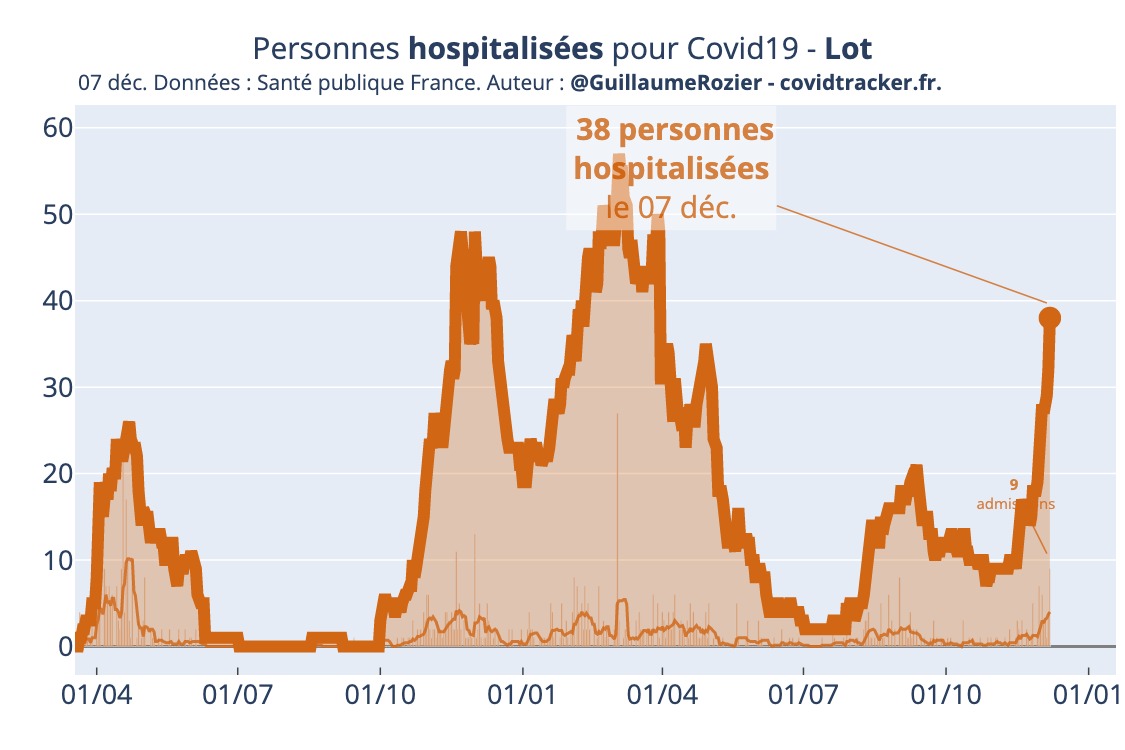 Personnes hospitalisées pour Covid19 - Lot
07 déc. Données : Santé publique France. Auteur : @GuillaumeRozier - covidtracker.fr.
38 personnes
hospitalisées
le 07 déc.
60
50
40
30
20
10
0
9
admissions
01/04
01/07
01/10
01/01
01/04
01/07
01/10
01/01